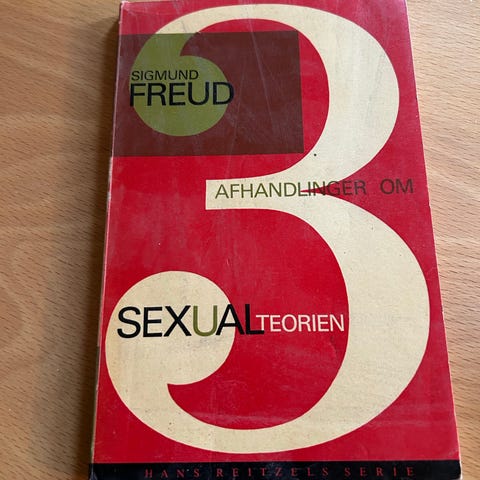 SIGMUND
FREUD
3
AFHANDLINGER OM
SEXUALTEORIEN
HANS REITZELS SERIE